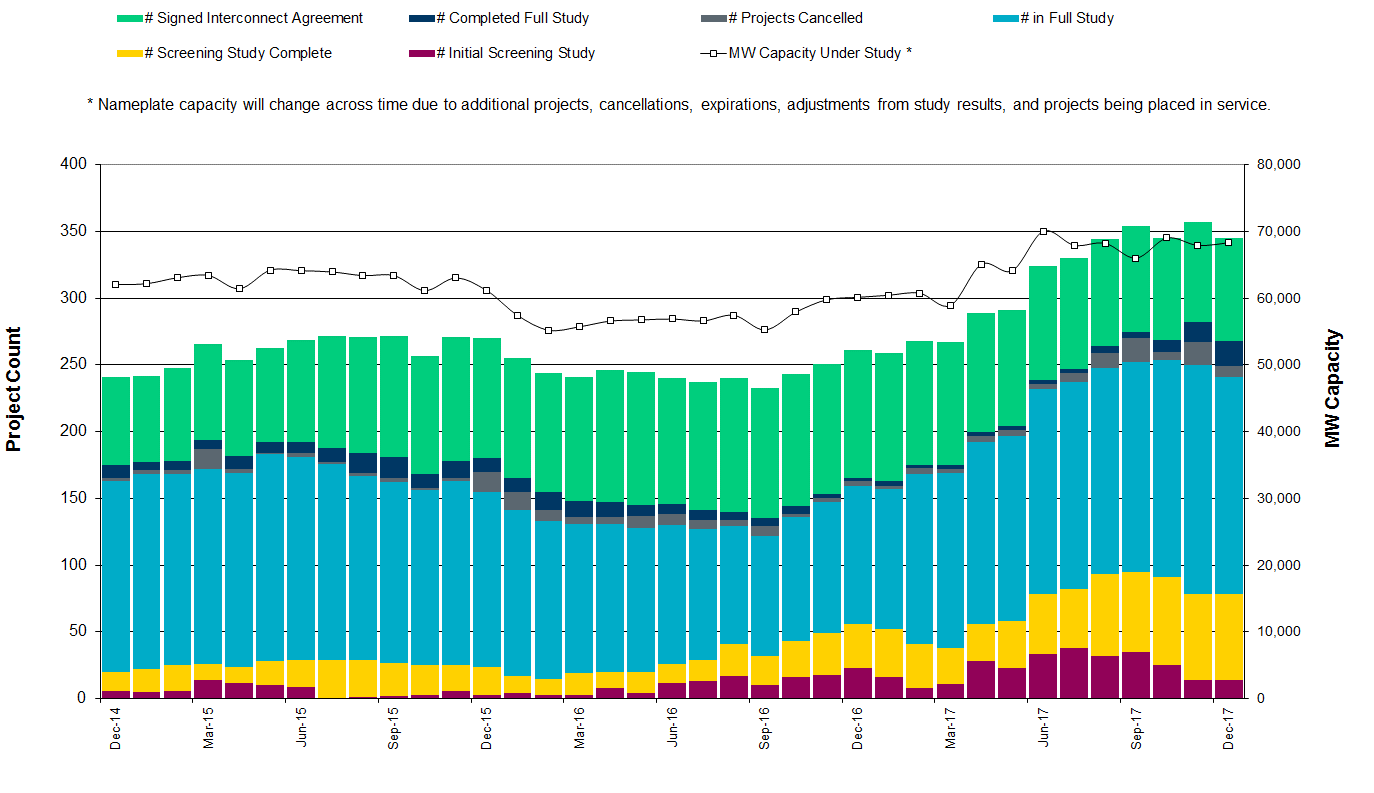 # Signed Interconnect Agreement # Completed Full Study # Projects Cancelled # in Full Study
# Screening Study Complete # Initial Screening Study MW Capacity Under Study *
* Nameplate capacity will change across time due to additional projects, cancellations, expirations, adjustments from study results, and projects being placed in service.
400 80,000
350 70,000
300 60,000
250 50,000
200 40,000
150 30,000
100 20,000
50 10,000
0 0
Project Count
MW Capacity
Dec-14 Mar-15 Jun-15 Sep-15 Dec-15 Mar-16 Jun-16 Sep-16 Dec-16 Mar-17 Jun-17 Sep-17 Dec-17